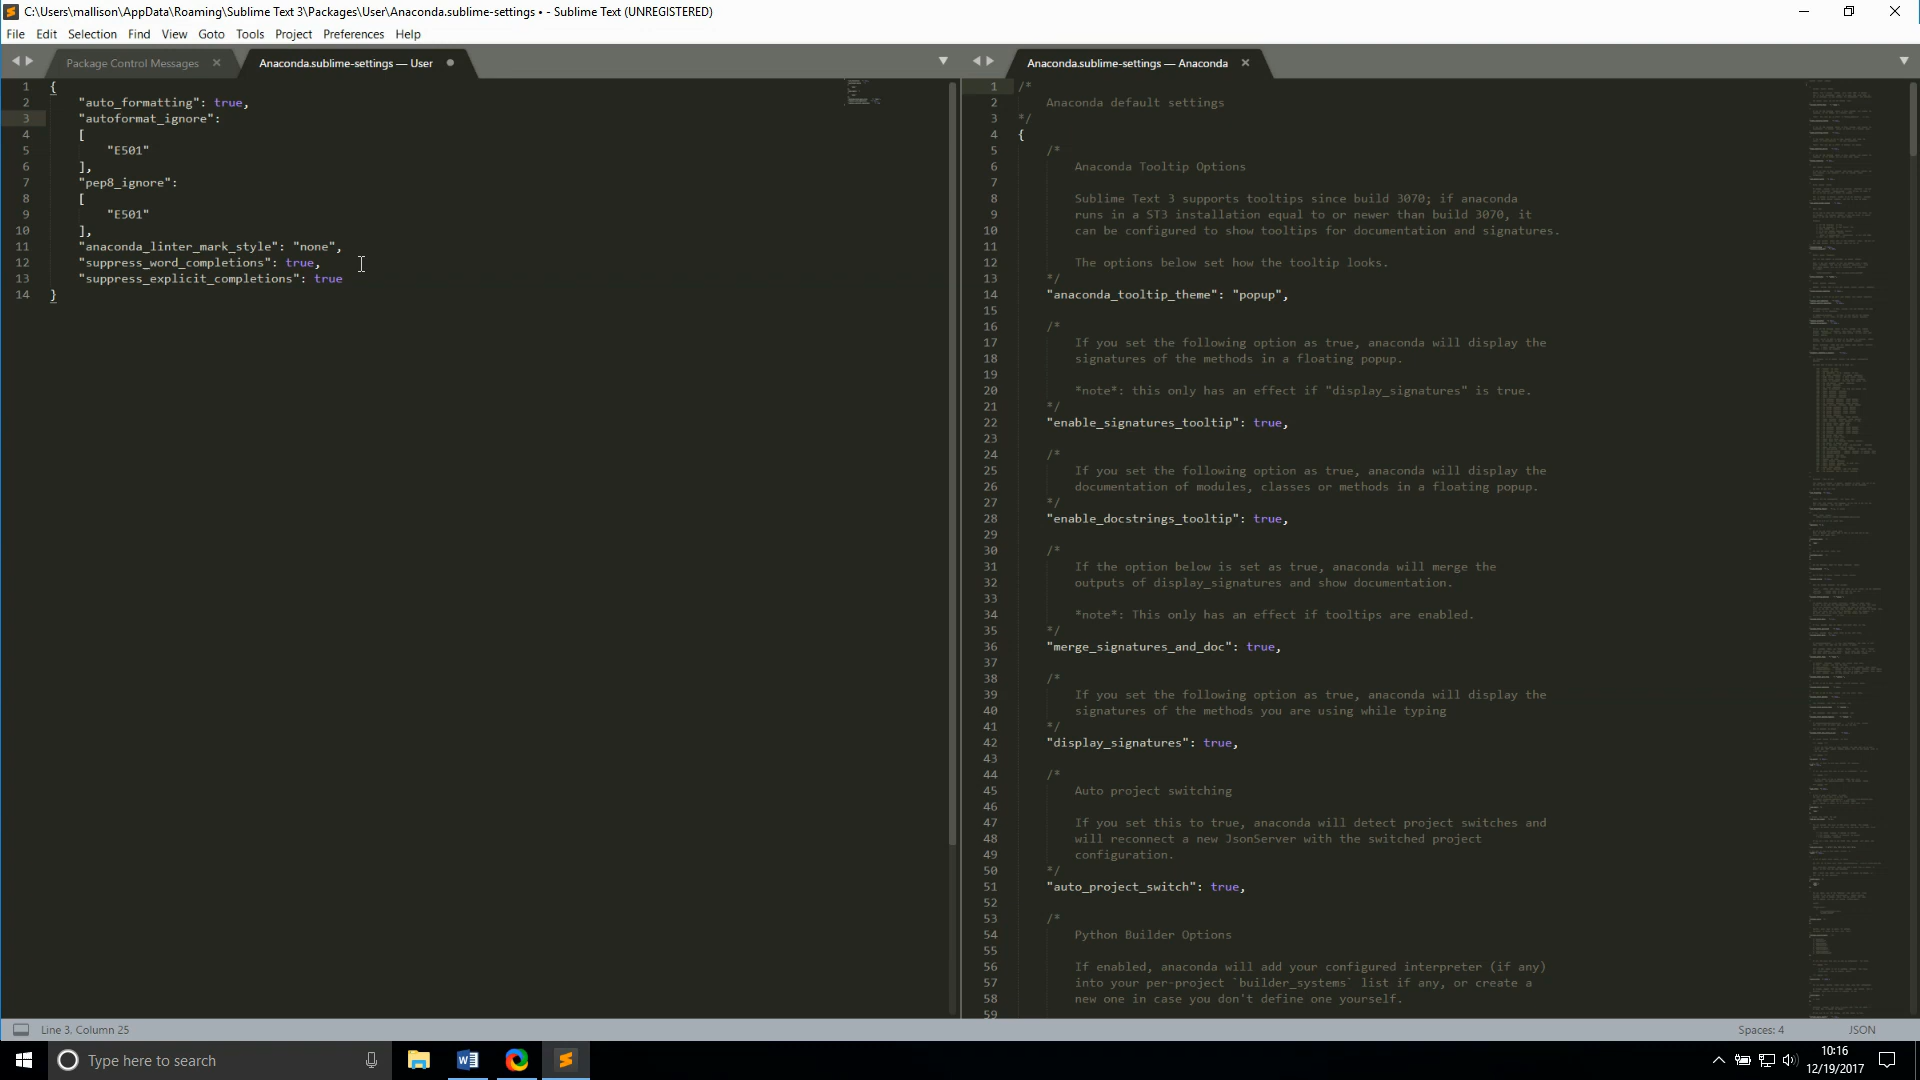 C:\Users\mallison\AppData\Roaming\Sublime Text 3\Packages\User\Anaconda.sublime-settings • - Sublime Text (UNREGISTERED)
File Edit Selection Find View Goto Tools Project Preferences Help
Package Control Messages ×
Anaconda.sublime-settings — User
Anaconda.sublime-settings — Anaconda ×
1 {
2 "auto_formatting": true,
3 "autoformat_ignore":
4 [
5 "E501"
6 ],
7 "pep8_ignore":
8 [
9 "E501"
10 ],
11 "anaconda_linter_mark_style": "none",
12 "suppress_word_completions": true,
13 "suppress_explicit_completions": true
14 }
1 /*
2 Anaconda default settings
3 */
4 {
5 /*
6 Anaconda Tooltip Options
7
8 Sublime Text 3 supports tooltips since build 3070; if anaconda
9 runs in a ST3 installation equal to or newer than build 3070, it
10 can be configured to show tooltips for documentation and signatures.
11
12 The options below set how the tooltip looks.
13 */
14 "anaconda_tooltip_theme": "popup",
15
16 /*
17 If you set the following option as true, anaconda will display the
18 signatures of the methods in a floating popup.
19
20 *note*: this only has an effect if "display_signatures" is true.
21 */
22 "enable_signatures_tooltip": true,
23
24 /*
25 If you set the following option as true, anaconda will display the
26 documentation of modules, classes or methods in a floating popup.
27 */
28 "enable_docstrings_tooltip": true,
29
30 /*
31 If the option below is set as true, anaconda will merge the
32 outputs of display_signatures and show documentation.
33
34 *note*: This only has an effect if tooltips are enabled.
35 */
36 "merge_signatures_and_doc": true,
37
38 /*
39 If you set the following option as true, anaconda will display the
40 signatures of the methods you are using while typing
41 */
42 "display_signatures": true,
43
44 /*
45 Auto project switching
46
47 If you set this to true, anaconda will detect project switches and
48 will reconnect a new JsonServer with the switched project
49 configuration.
50 */
51 "auto_project_switch": true,
52
53 /*
54 Python Builder Options
55
56 If enabled, anaconda will add your configured interpreter (if any)
57 into your per-project `builder_systems` list if any, or create a
58 new one in case you don't define one yourself.
59
Line 3, Column 25
Spaces: 4
JSON
Type here to search
10:16
12/19/2017